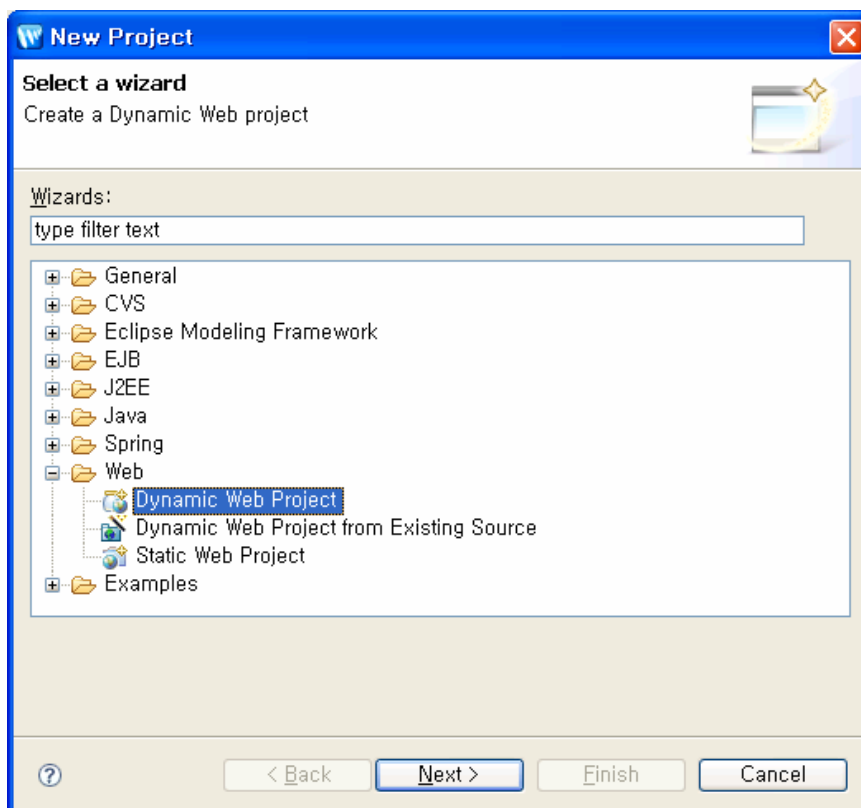 New Project
Select a wizard
Create a Dynamic Web project
Wizards:
type filter text
General
CVS
Eclipse Modeling Framework
EJB
J2EE
Java
Spring
Web
Dynamic Web Project
Dynamic Web Project from Existing Source
Static Web Project
Examples
< Back Next > Finish Cancel